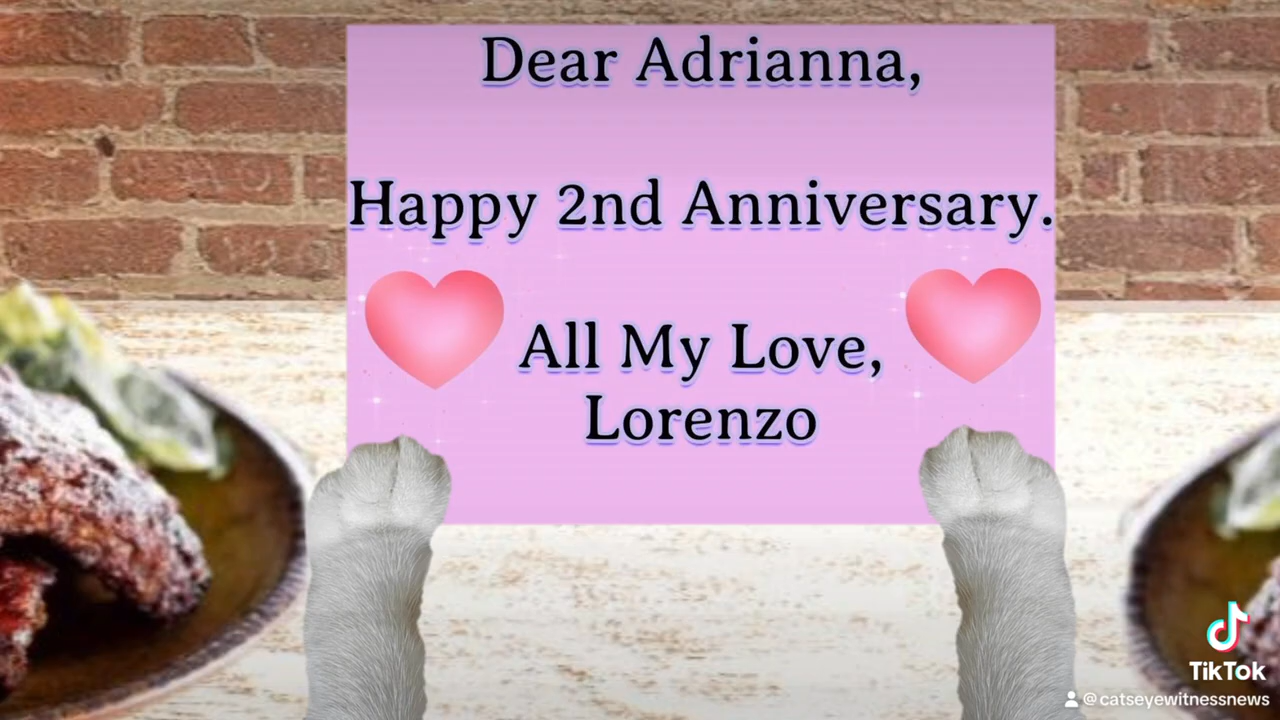 Dear Adrianna,
Happy 2nd Anniversary.
All My Love,
Lorenzo
TikTok
@catseyewitnessnews